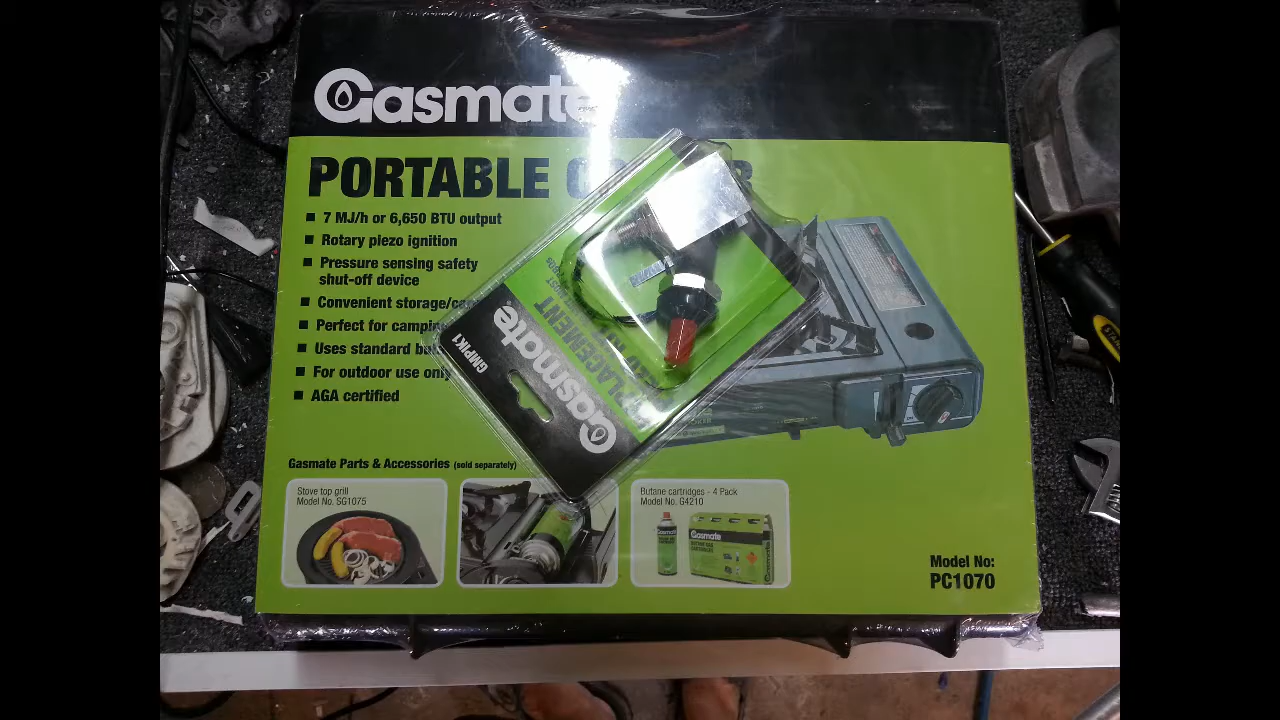 Gasmate
PORTABLE
7 MJ/h or 6,650 BTU output
Rotary piezo ignition
Pressure sensing safety
shut-off device
Convenient storage/
Perfect for
Uses standard
For outdoor use only
AGA certified
Gasmate
REPLACEMENT
GMPIK1
Gasmate Parts & Accessories (sold separately)
Stove top grill
Model No. SG1075
Butane cartridges - 4 Pack
Model No. G4210
Gasmate
Model No:
PC1070